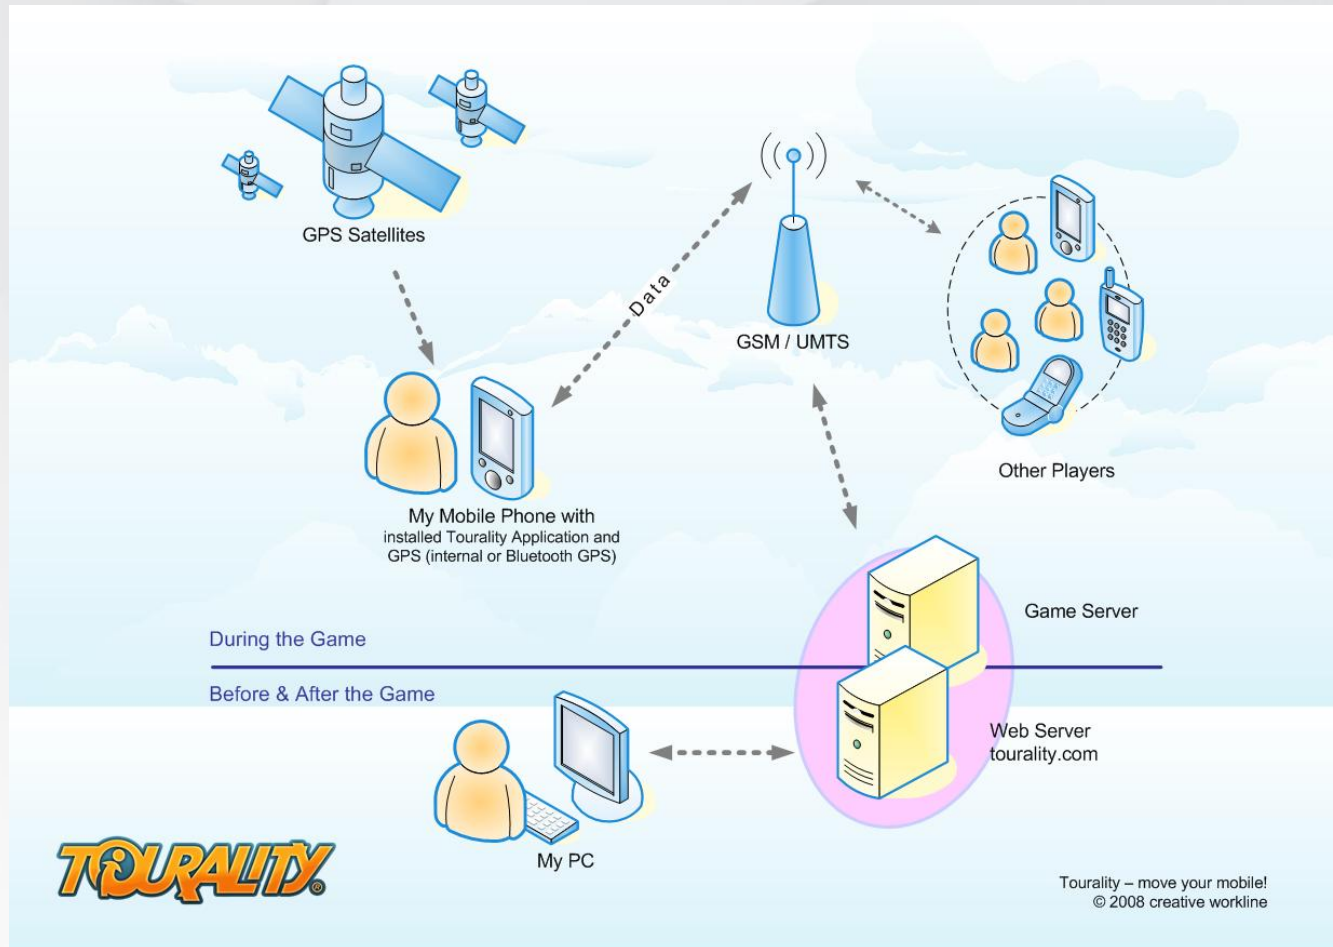 GPS Satellites
Data
GSM / UMTS
Other Players
My Mobile Phone with
installed Tourality Application and
GPS (internal or Bluetooth GPS)
Game Server
During the Game
Before & After the Game
Web Server
tourality.com
My PC
TOURALITY®
Tourality – move your mobile!
© 2008 creative workline